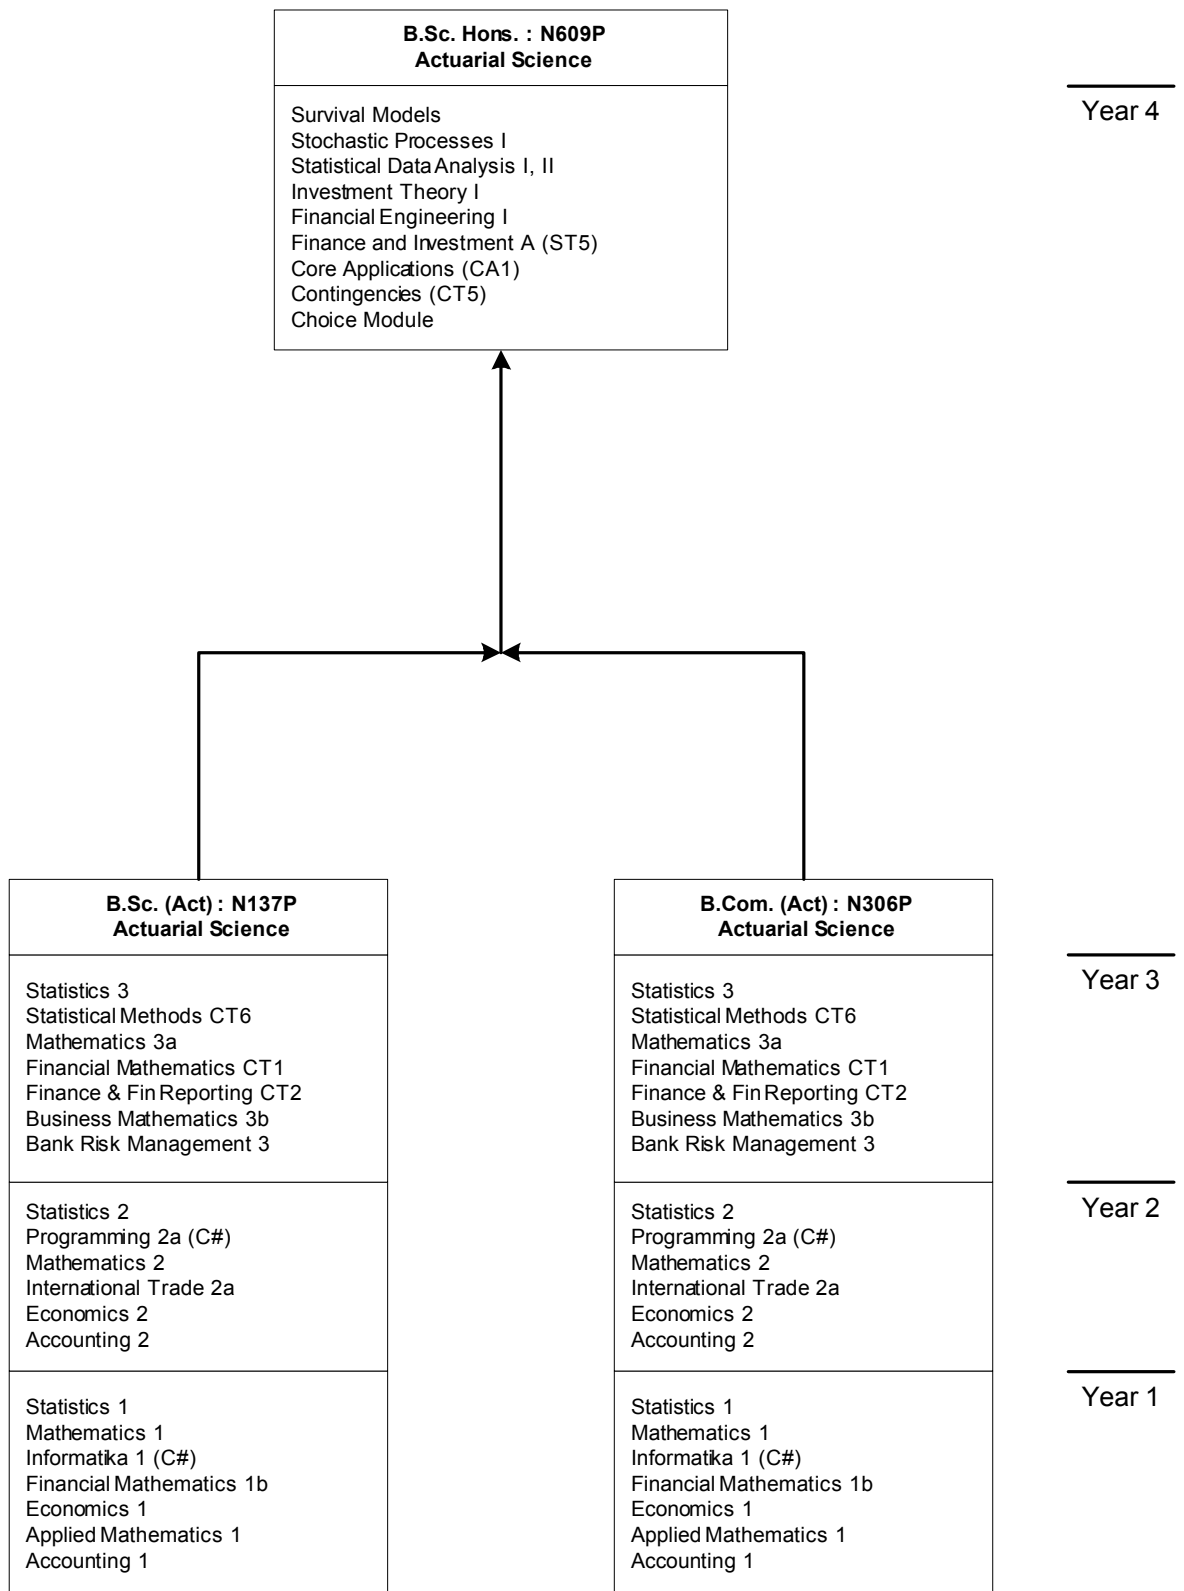 B.Sc. Hons. : N609P
Actuarial Science
Survival Models
Stochastic Processes I
Statistical Data Analysis I, II
Investment Theory I
Financial Engineering I
Finance and Investment A (ST5)
Core Applications (CA1)
Contingencies (CT5)
Choice Module
Year 4
B.Sc. (Act) : N137P
Actuarial Science
Statistics 3
Statistical Methods CT6
Mathematics 3a
Financial Mathematics CT1
Finance & Fin Reporting CT2
Business Mathematics 3b
Bank Risk Management 3
Statistics 2
Programming 2a (C#)
Mathematics 2
International Trade 2a
Economics 2
Accounting 2
Statistics 1
Mathematics 1
Informatika 1 (C#)
Financial Mathematics 1b
Economics 1
Applied Mathematics 1
Accounting 1
B.Com. (Act) : N306P
Actuarial Science
Statistics 3
Statistical Methods CT6
Mathematics 3a
Financial Mathematics CT1
Finance & Fin Reporting CT2
Business Mathematics 3b
Bank Risk Management 3
Statistics 2
Programming 2a (C#)
Mathematics 2
International Trade 2a
Economics 2
Accounting 2
Statistics 1
Mathematics 1
Informatika 1 (C#)
Financial Mathematics 1b
Economics 1
Applied Mathematics 1
Accounting 1
Year 3
Year 2
Year 1